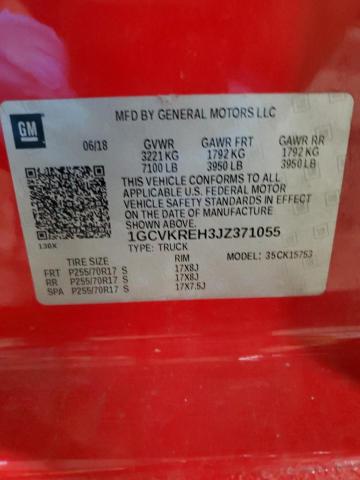 GM
MFD BY GENERAL MOTORS LLC
06/18 GVWR GAWR FRT GAWR RR
3221 KG 1792 KG 1792 KG
7100 LB 3950 LB 3950 LB
THIS VEHICLE CONFORMS TO ALL
APPLICABLE U.S. FEDERAL MOTOR
VEHICLE SAFETY STANDARDS IN EFFECT
ON THE DATE OF MANUFACTURE
SHOWN ABOVE.
1GCVKREH3JZ371055
130X TYPE: TRUCK
MODEL: 35CK15753
TIRE SIZE RIM
FRT P255/70R17 S 17X8J
RR P255/70R17 S 17X8J
SPA P255/70R17 S 17X7.5J